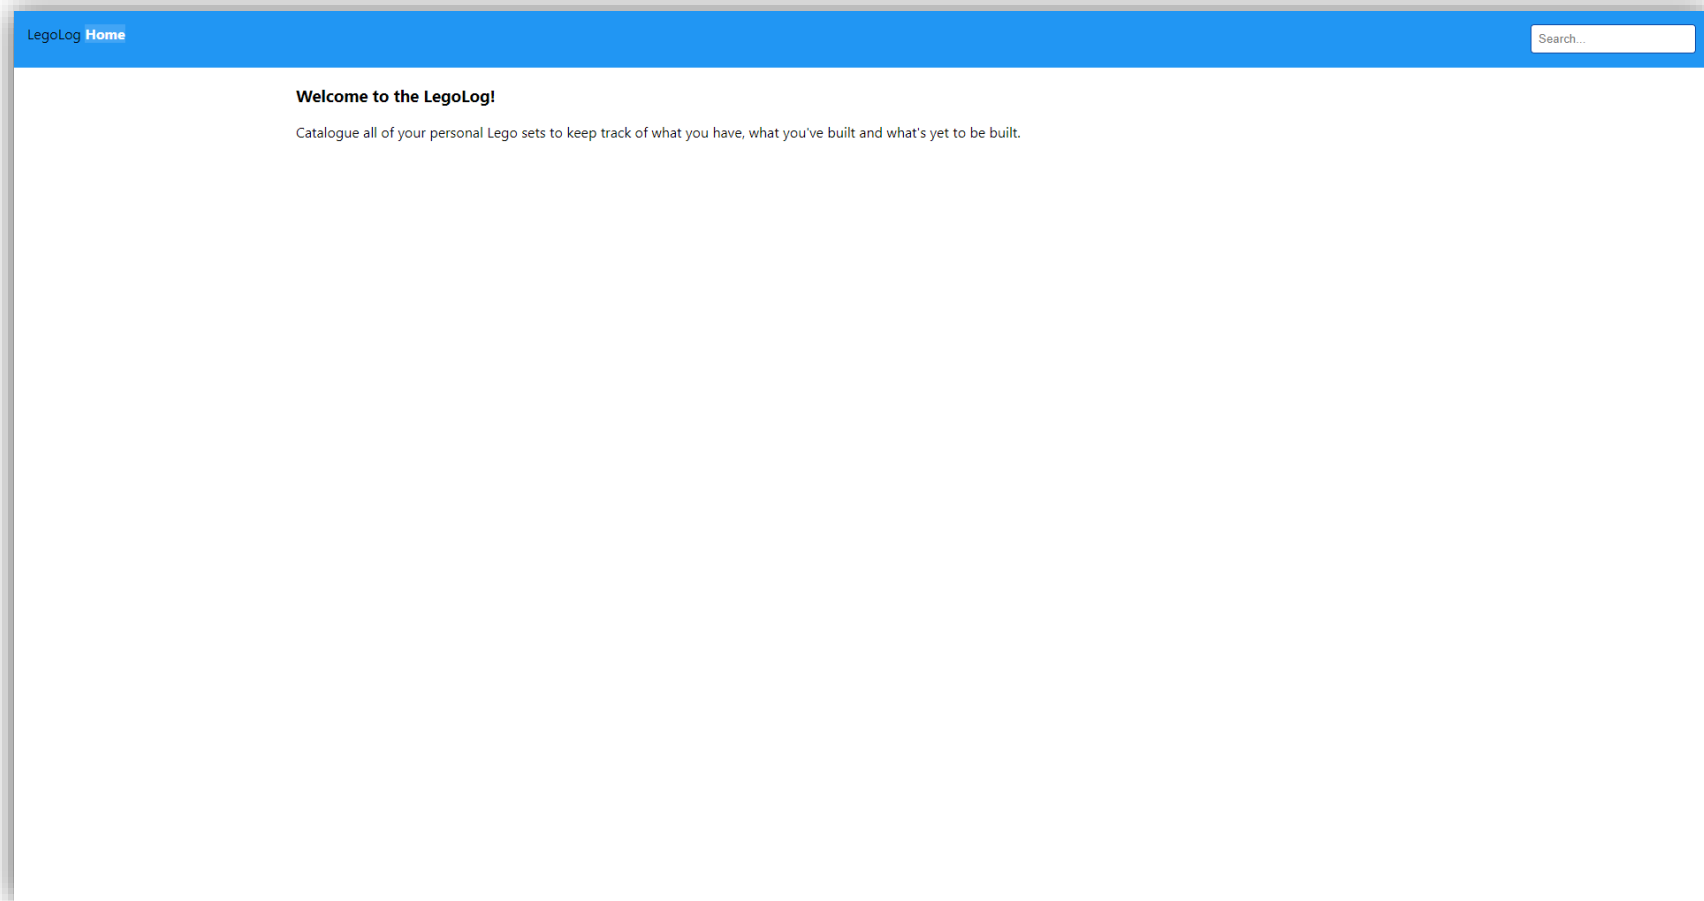 LegoLog Home
Search...
Welcome to the LegoLog!
Catalogue all of your personal Lego sets to keep track of what you have, what you've built and what's yet to be built.